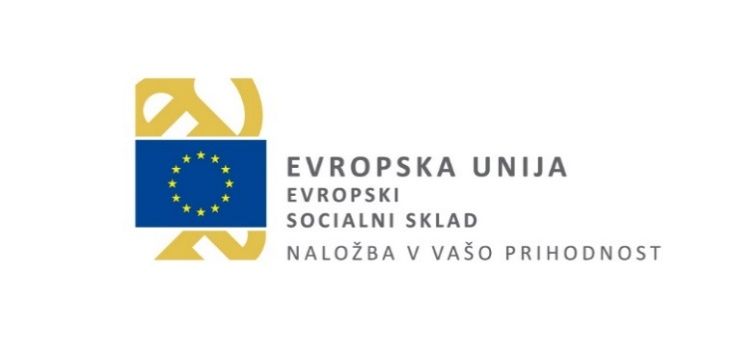 EVROPSKA UNIJA
EVROPSKI
SOCIALNI SKLAD
NALOŽBA V VAŠO PRIHODNOST